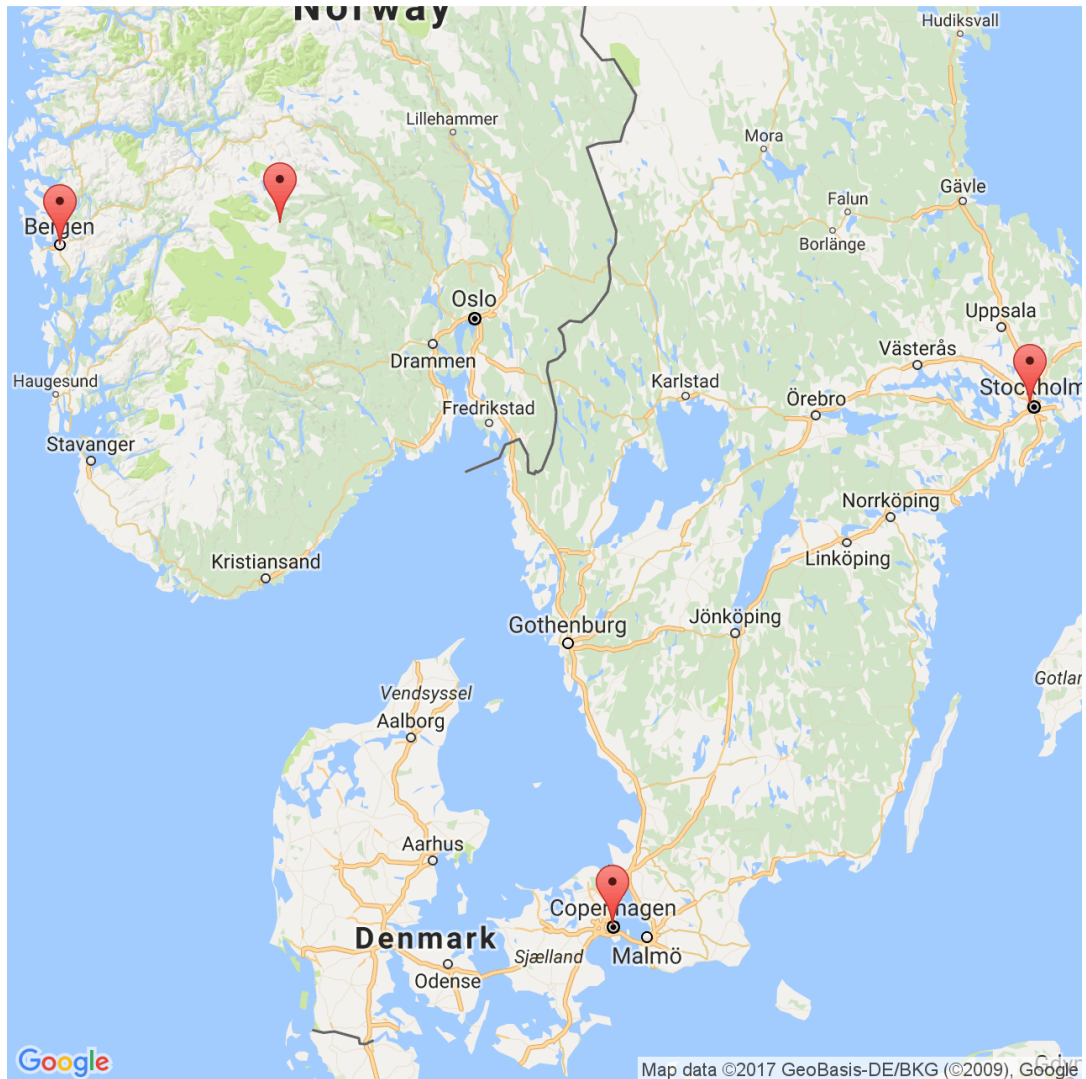 Norway
Hudiksvall
Lillehammer
Mora
Gävle
Falun
Bergen
Borlänge
Oslo
Uppsala
Drammen
Västerås
Haugesund
Karlstad
Stockholm
Örebro
Fredrikstad
Stavanger
Norrköping
Linköping
Kristiansand
Gothenburg
Jönköping
Gotlan
Vendsyssel
Aalborg
Aarhus
Copenhagen
Denmark
Sjælland
Malmö
Odense
Google
Map data ©2017 GeoBasis-DE/BKG (©2009), Google